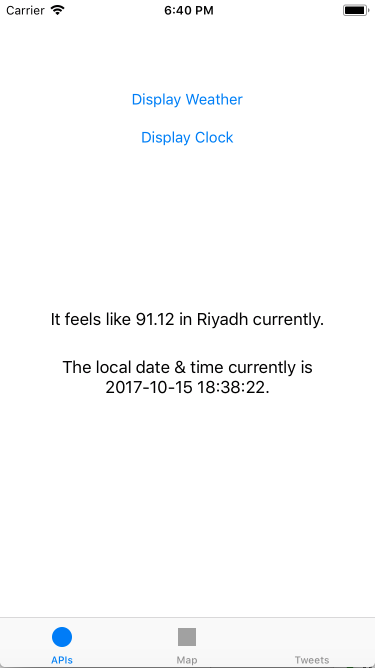 Carrier 6:40 PM
Display Weather
Display Clock
It feels like 91.12 in Riyadh currently.
The local date & time currently is
2017-10-15 18:38:22.
APIs Map Tweets